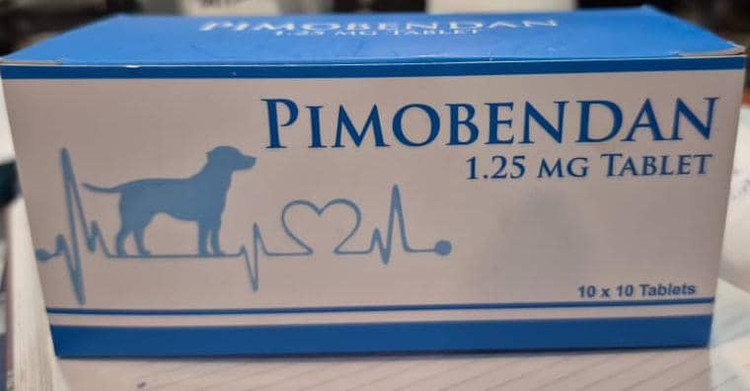 PIMOBENDAN
1.25 MG TABLET
PIMOBENDAN
1.25 MG TABLET
10 x 10 Tablets